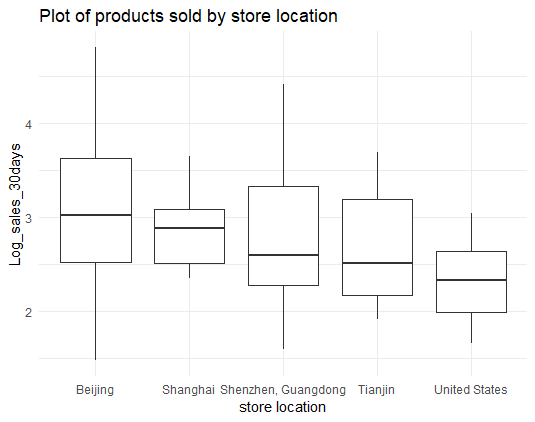 Plot of products sold by store location
Log_sales_30days
4
3
2
Beijing Shanghai Shenzhen, Guangdong Tianjin United States
store location